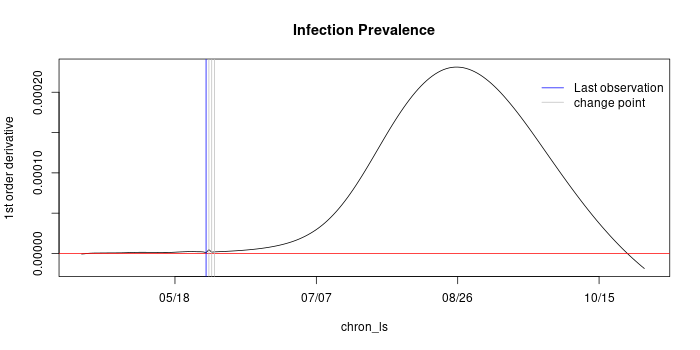 Infection Prevalence
1st order derivative
0.00020
0.00010
0.00000
Last observation
change point
05/18 07/07 08/26 10/15
chron_ls